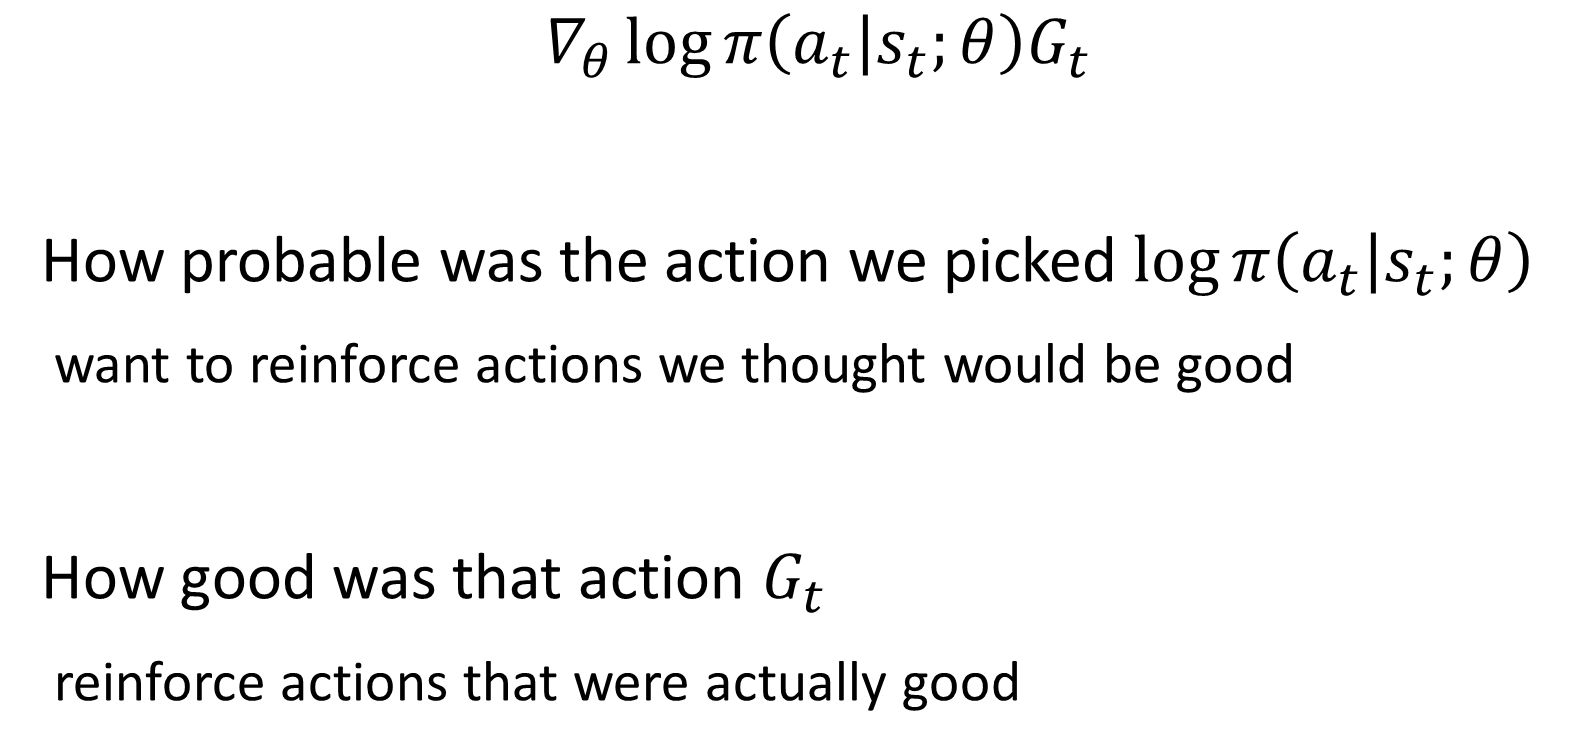 ∇θ log π(aₜ|sₜ; θ)Gₜ
How probable was the action we picked log π(aₜ|sₜ; θ)
want to reinforce actions we thought would be good
How good was that action Gₜ
reinforce actions that were actually good